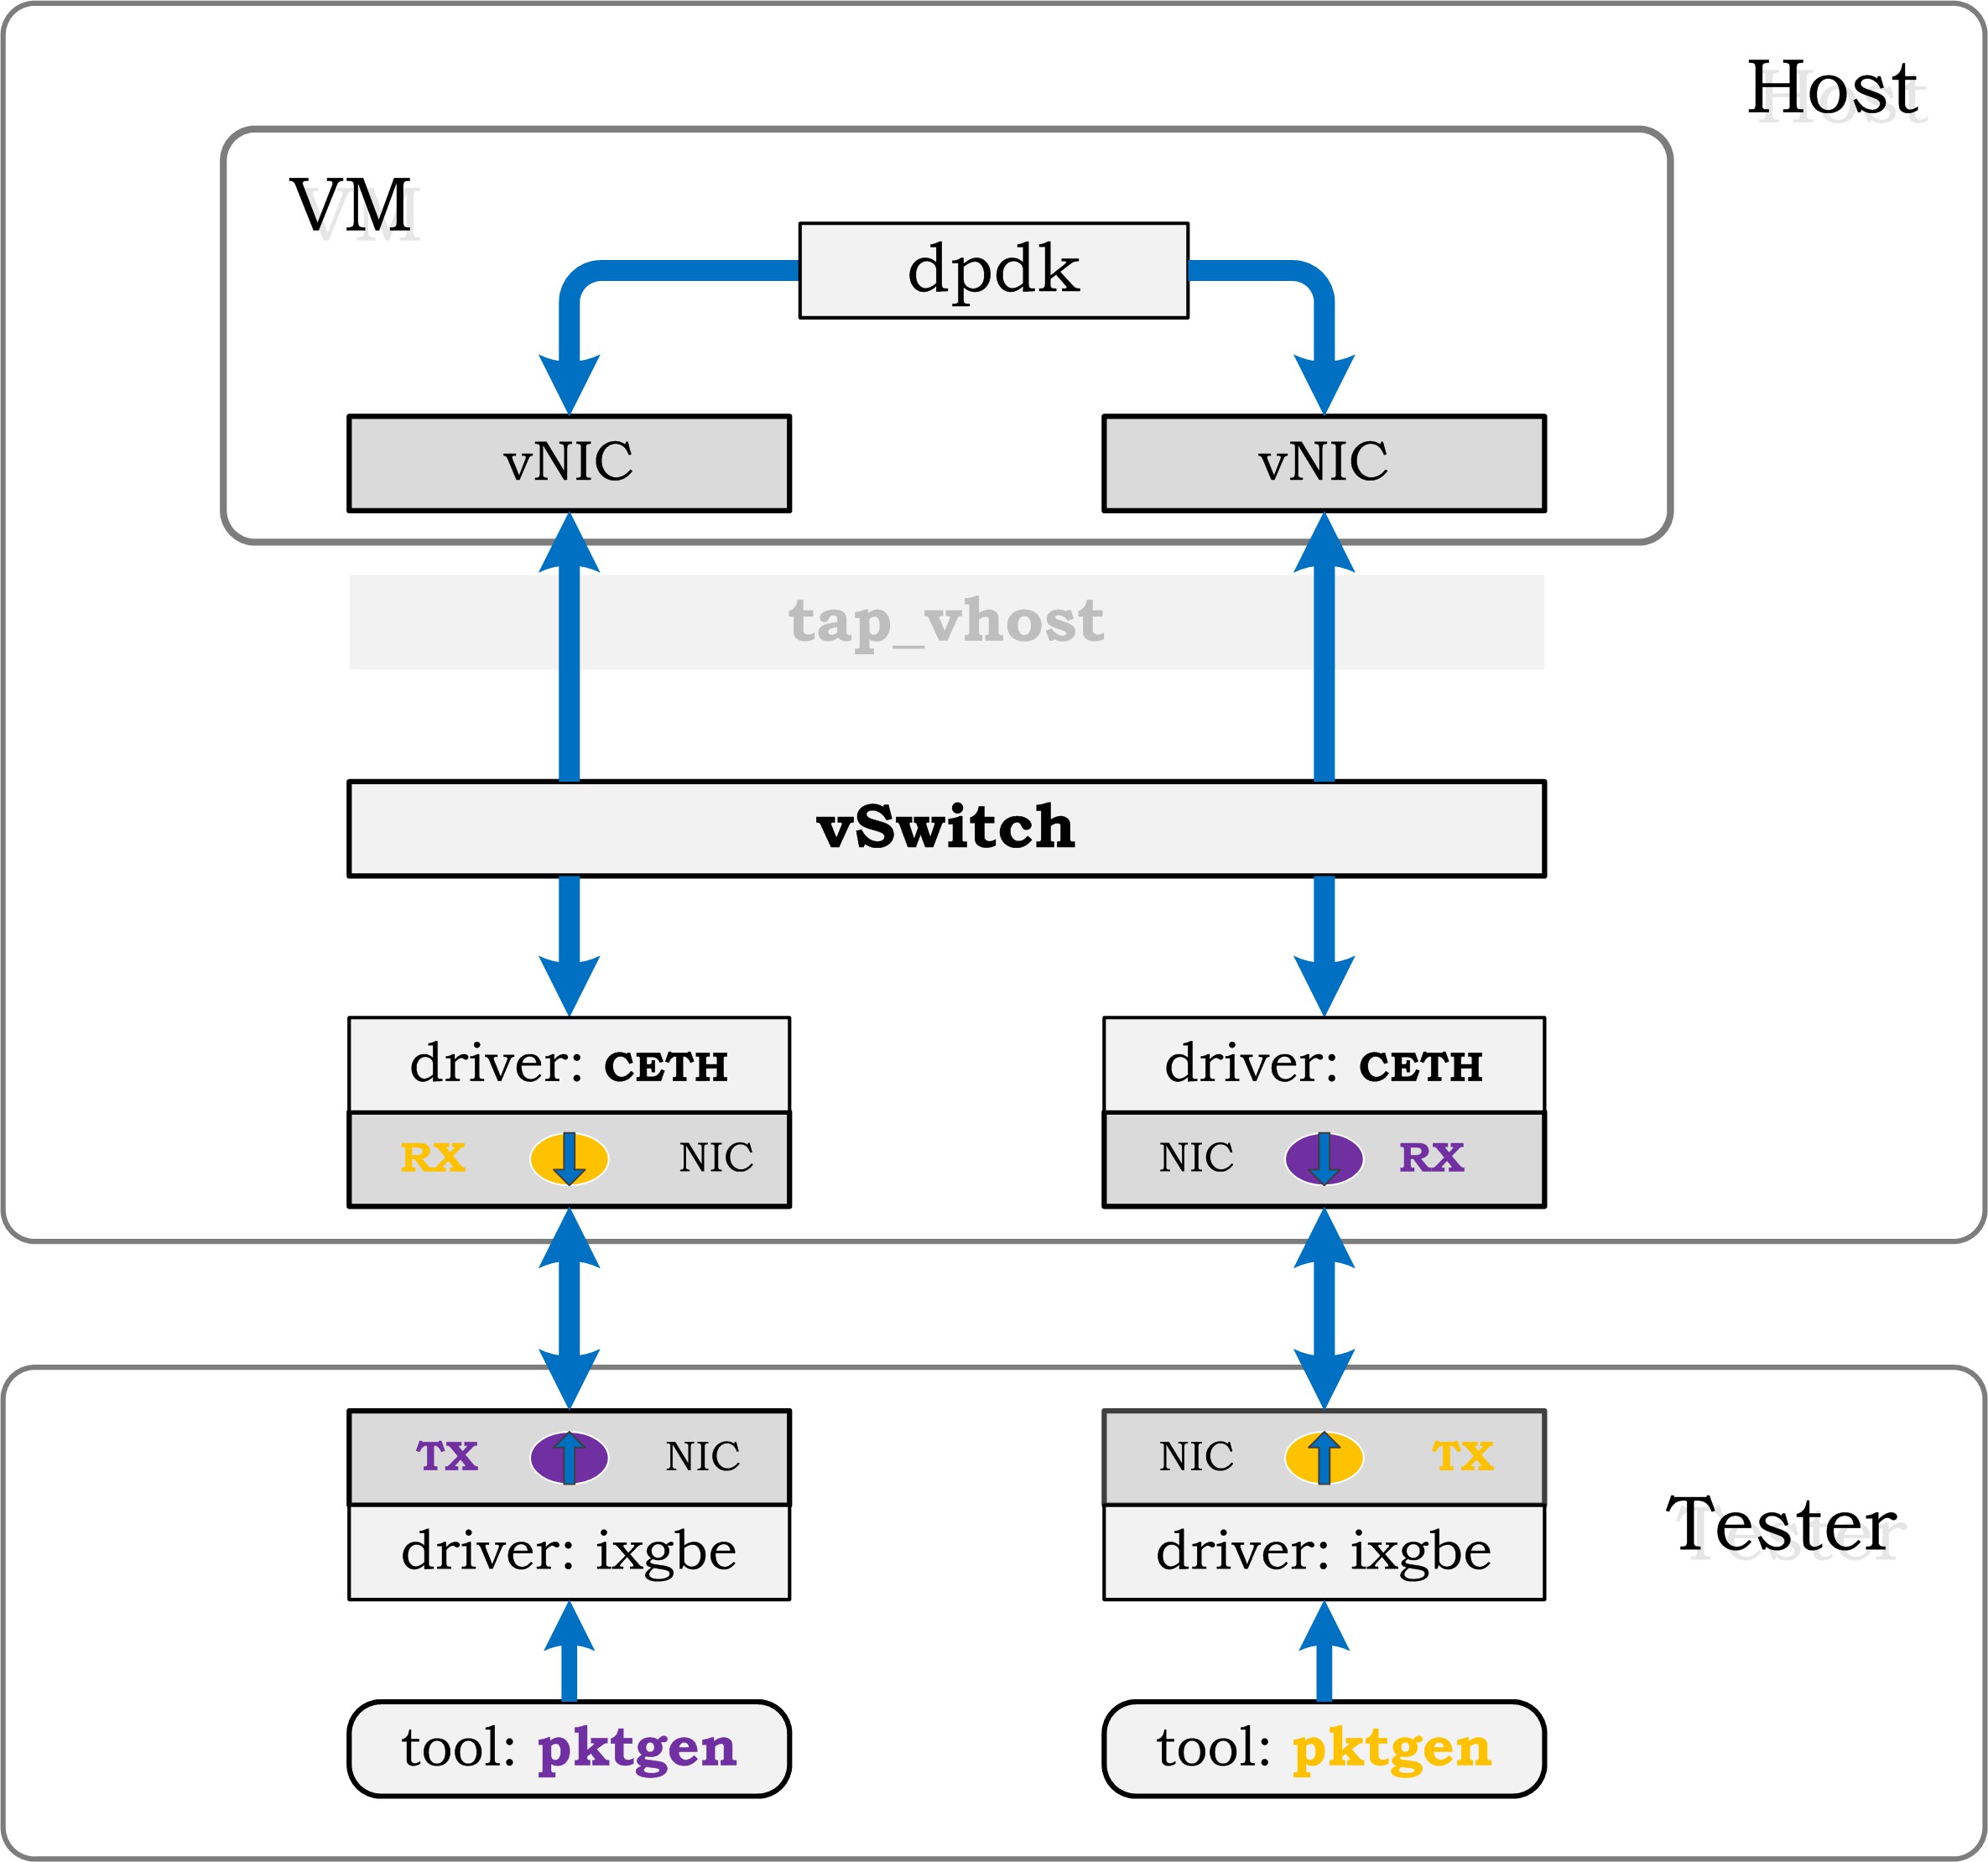 Host
VM
dpdk
vNIC
vNIC
tap_vhost
vSwitch
driver: CETH
driver: CETH
RX
NIC
NIC
RX
TX
NIC
NIC
TX
driver: ixgbe
driver: ixgbe
Tester
tool: pktgen
tool: pktgen